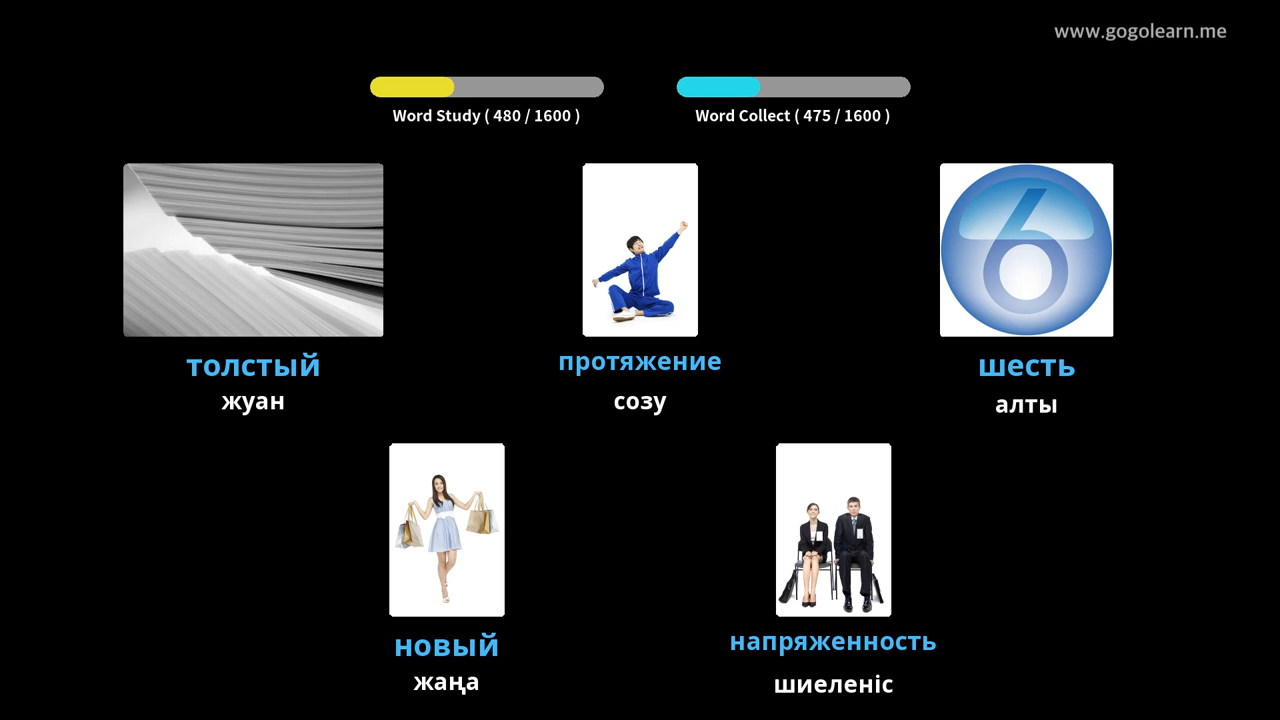 www.gogolearn.me
Word Study ( 480 / 1600 )
Word Collect ( 475 / 1600 )
6
толстый
жуан
протяжение
созу
шесть
алты
новый
жаңа
напряженность
шиеленіс